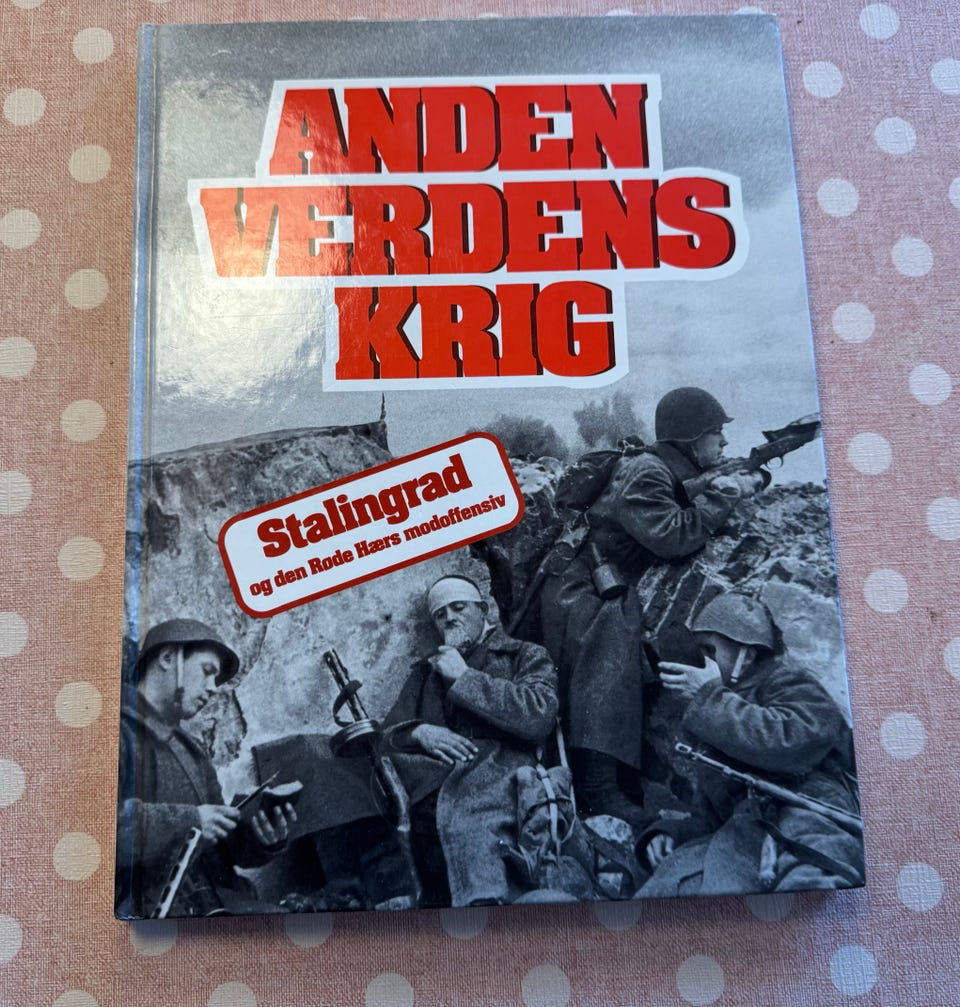 ANDEN
VERDENS
KRIG
Stalingrad
og den Røde Hærs modoffensiv